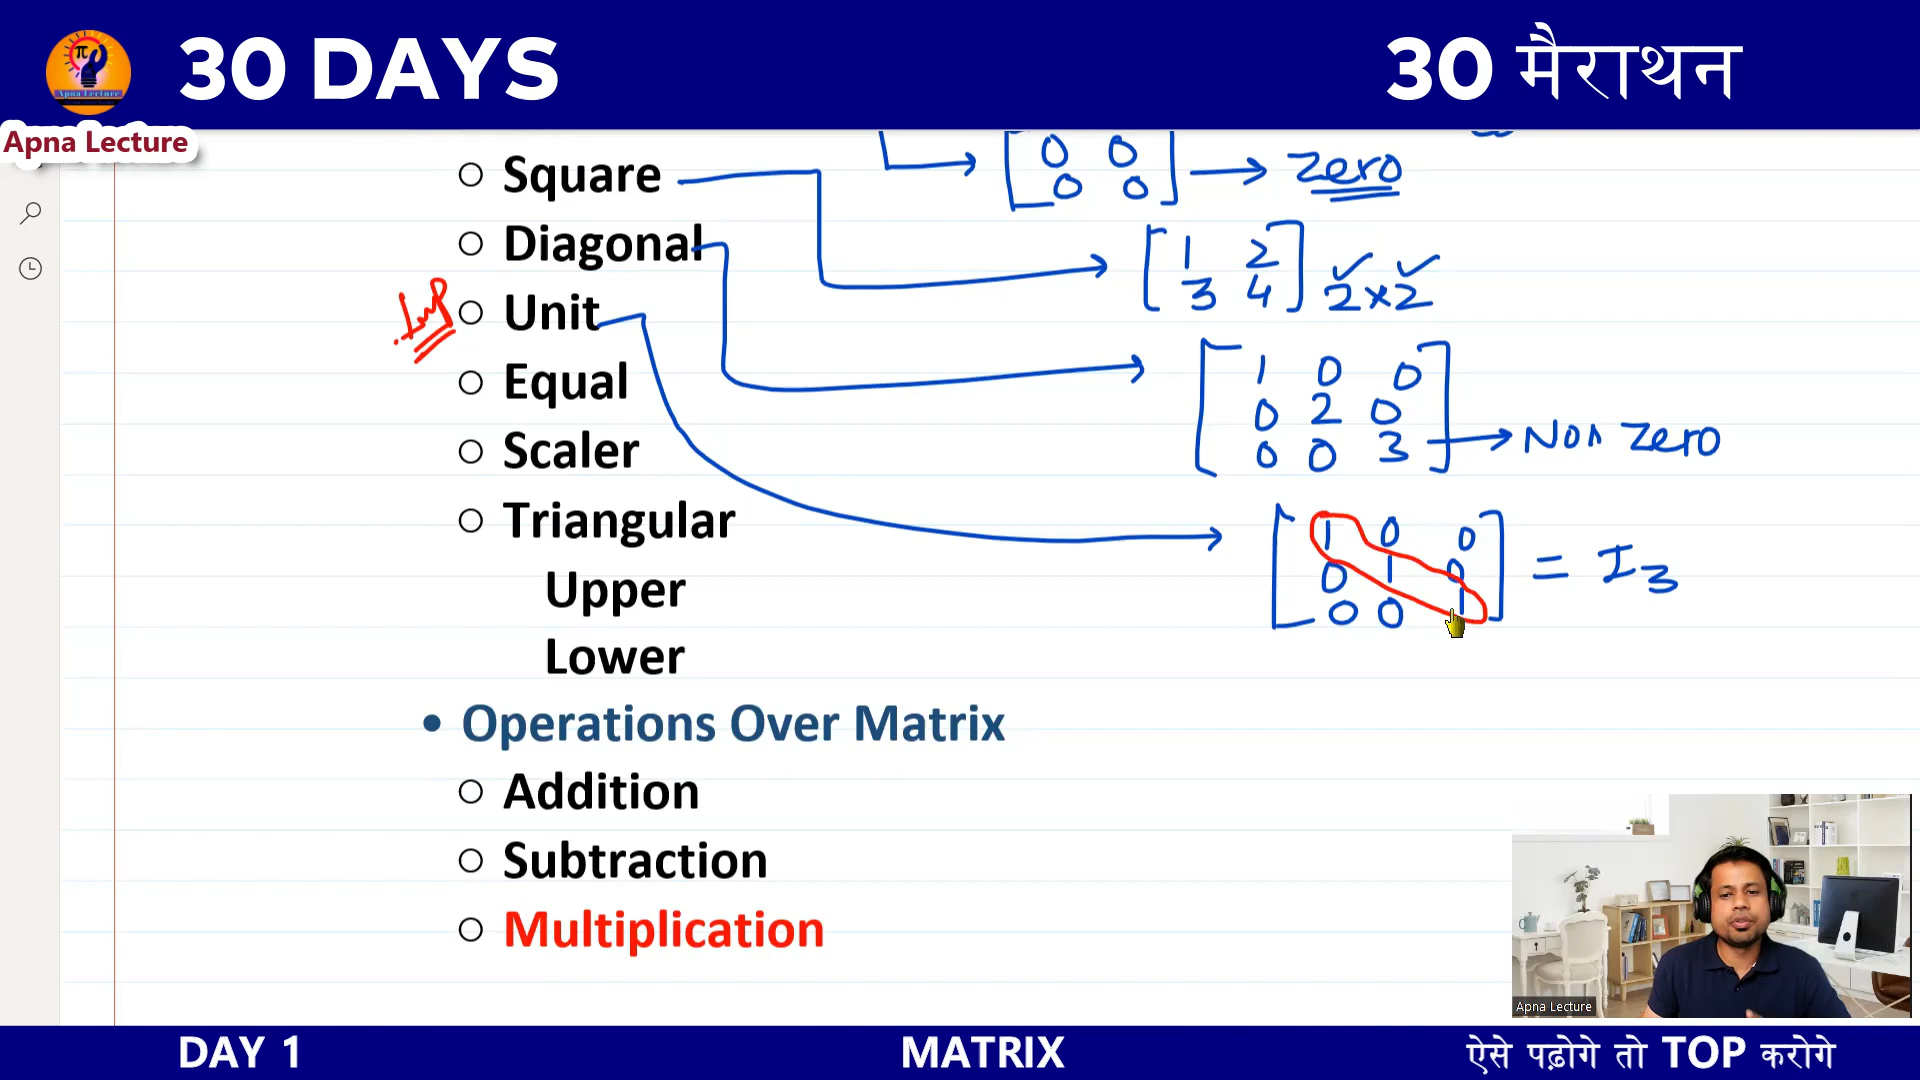 30 DAYS
30 मैराथन
Apna Lecture
Apna Lecture
0 0
0 0 → zero
Square
1 2
3 4 2×2
Diagonal
Imp Unit
1 0 0
0 2 0
0 0 3 → Non zero
Equal
Scaler
Triangular
1 0 0
0 1 0 = I3
0 0 1
Upper
Lower
• Operations Over Matrix
Addition
Subtraction
Multiplication
Apna Lecture
DAY 1
MATRIX
ऐसे पढ़ोगे तो TOP करोगे